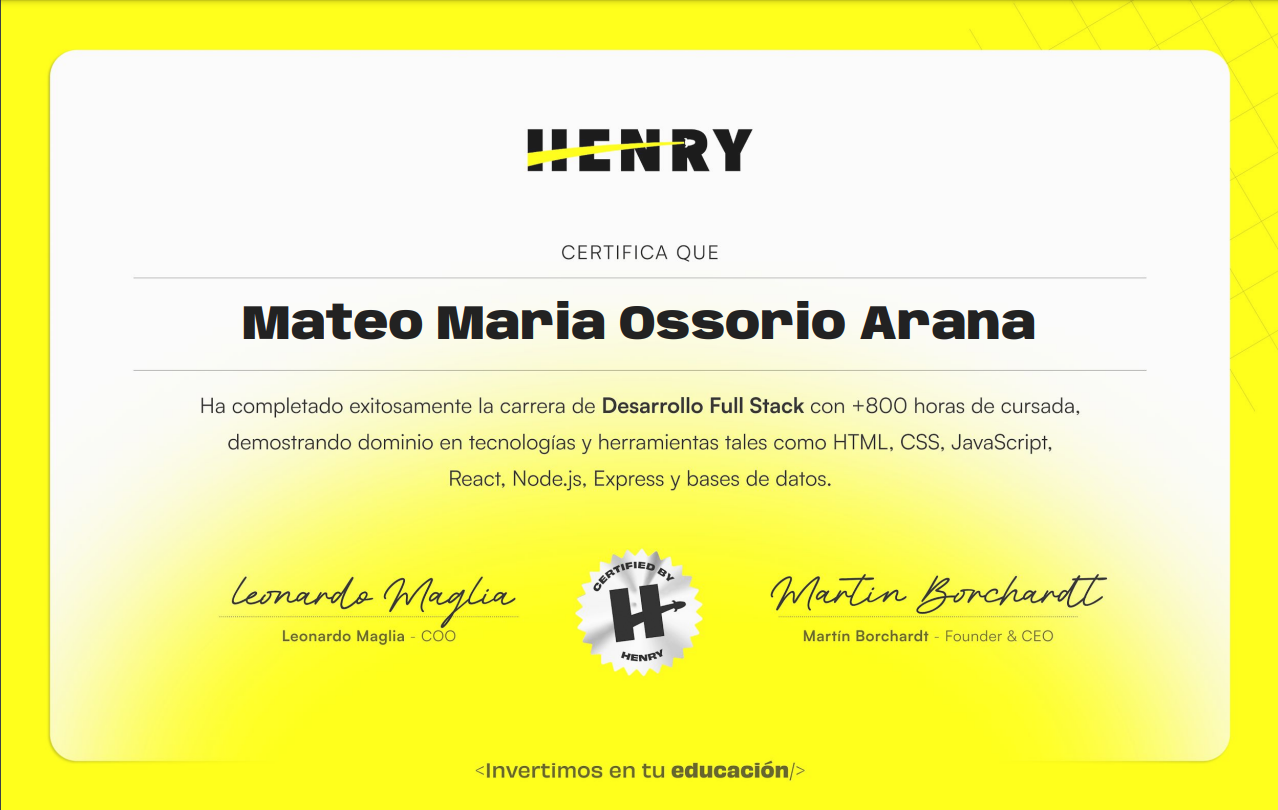 HENRY
CERTIFICA QUE
Mateo Maria Ossorio Arana
Ha completado exitosamente la carrera de Desarrollo Full Stack con +800 horas de cursada,
demostrando dominio en tecnologías y herramientas tales como HTML, CSS, JavaScript,
React, Node.js, Express y bases de datos.
Leonardo Maglia
Leonardo Maglia - COO
CERTIFIED BY
H
HENRY
Martin Borchardt
Martín Borchardt - Founder & CEO
<Invertimos en tu educación/>